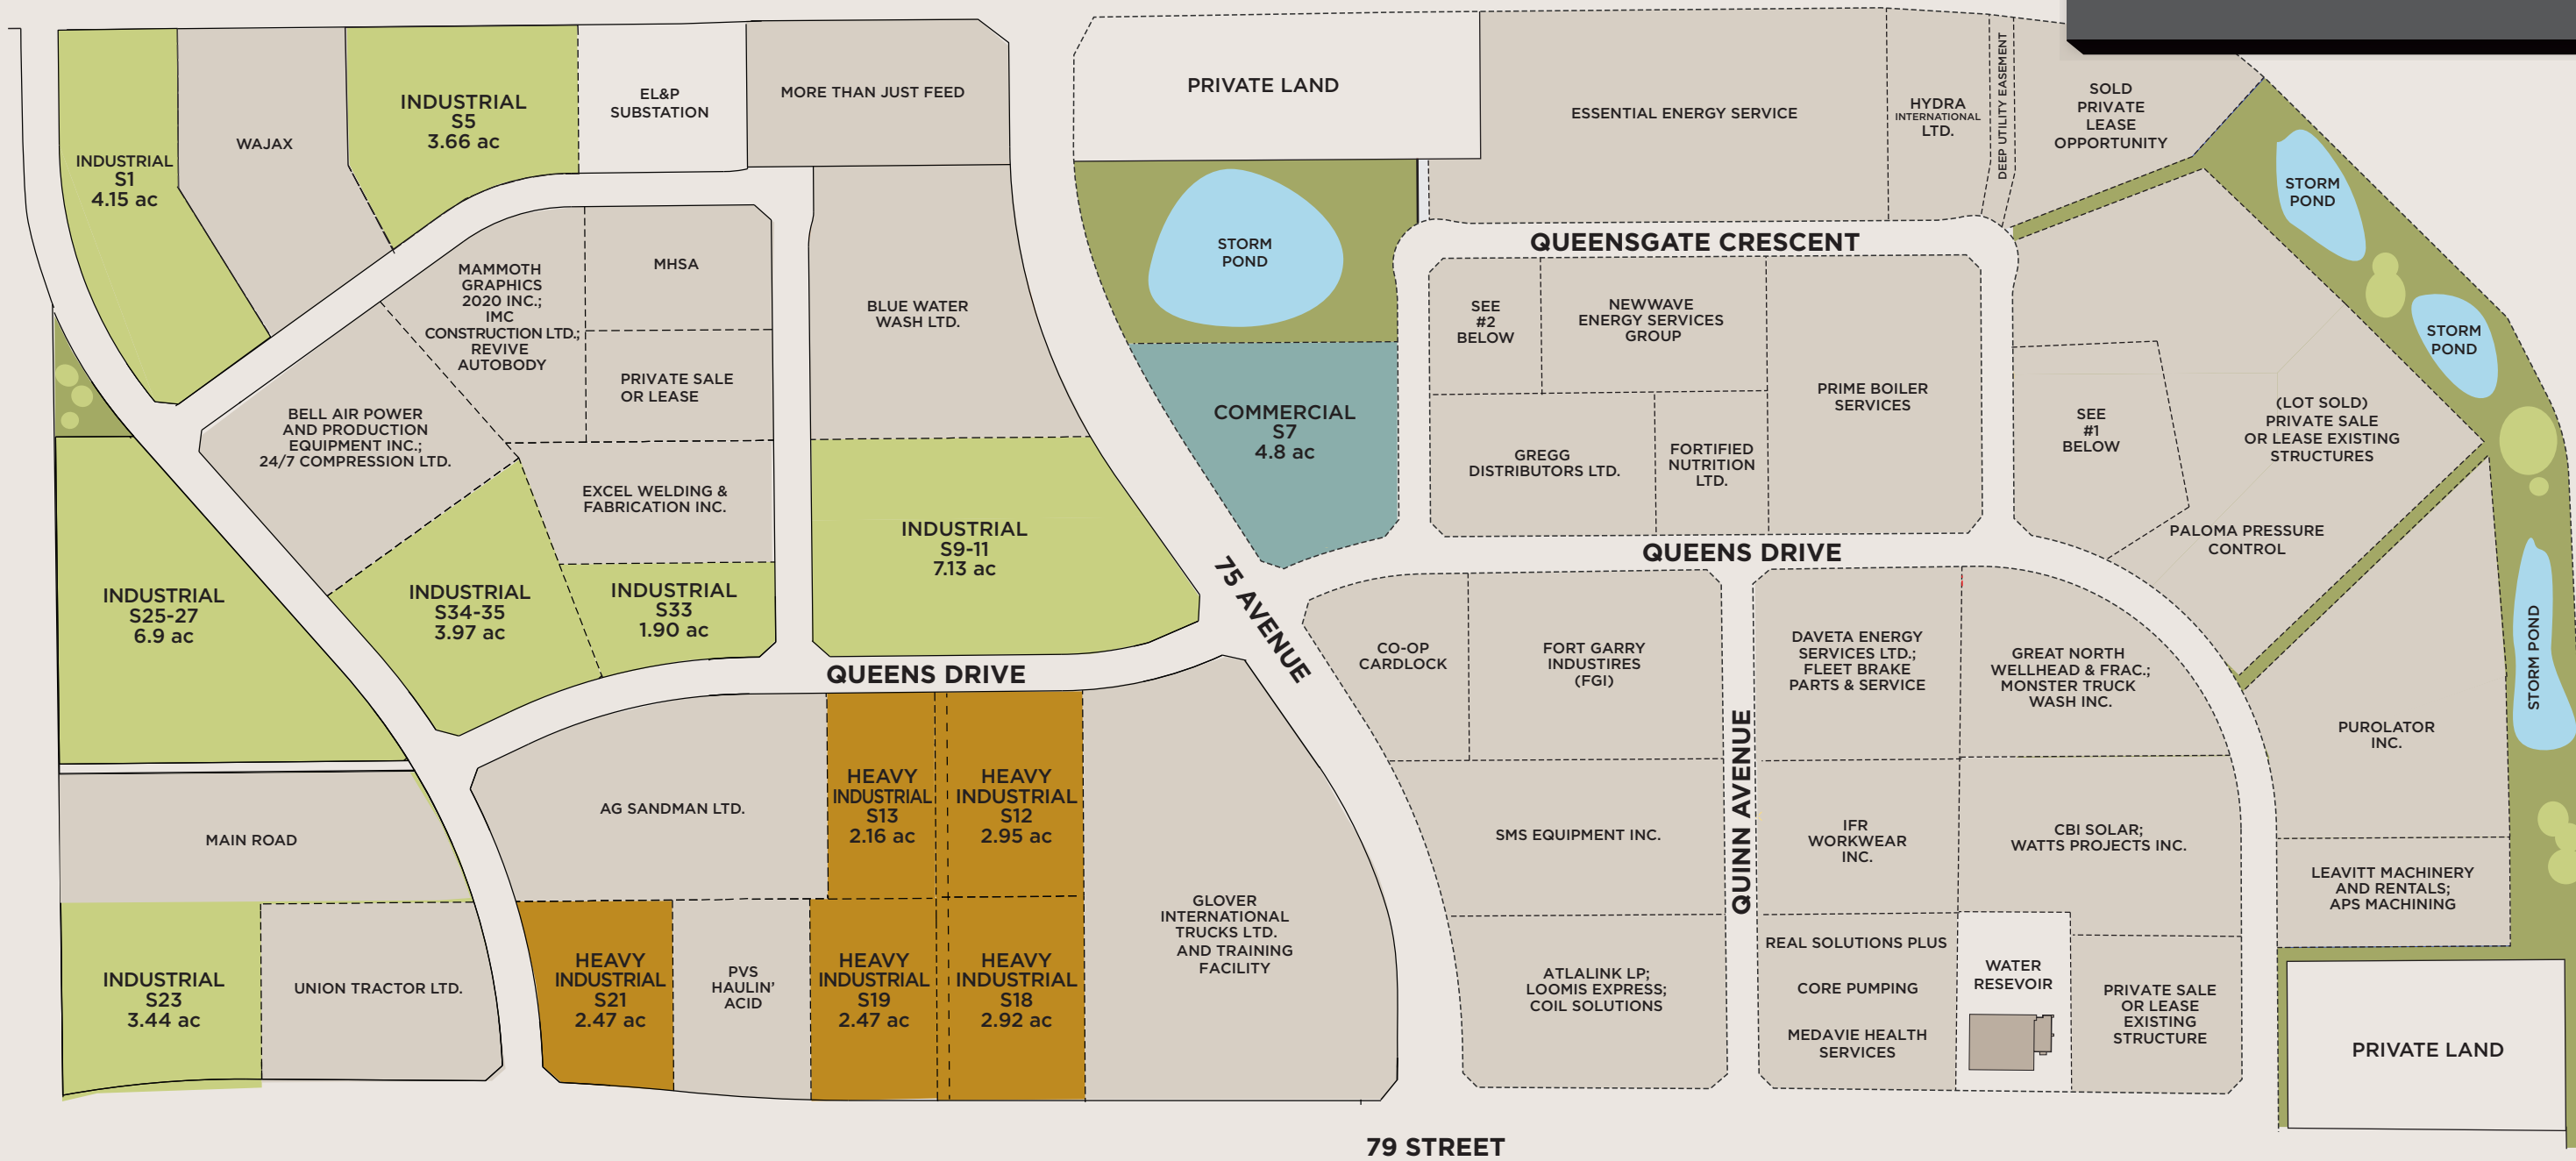 INDUSTRIAL
S1
4.15 ac
WAJAX
INDUSTRIAL
S5
3.66 ac
EL&P
SUBSTATION
MORE THAN JUST FEED
PRIVATE LAND
ESSENTIAL ENERGY SERVICE
HYDRA
INTERNATIONAL
LTD.
DEEP UTILITY EASEMENT
SOLD
PRIVATE
LEASE
OPPORTUNITY
STORM
POND
STORM
POND
STORM POND
MAMMOTH
GRAPHICS
2020 INC.;
IMC
CONSTRUCTION LTD.;
REVIVE
AUTOBODY
MHSA
PRIVATE SALE
OR LEASE
BLUE WATER
WASH LTD.
STORM
POND
QUEENSGATE CRESCENT
SEE
#2
BELOW
NEWWAVE
ENERGY SERVICES
GROUP
PRIME BOILER
SERVICES
GREGG
DISTRIBUTORS LTD.
FORTIFIED
NUTRITION
LTD.
SEE
#1
BELOW
(LOT SOLD)
PRIVATE SALE
OR LEASE EXISTING
STRUCTURES
PALOMA PRESSURE
CONTROL
BELL AIR POWER
AND PRODUCTION
EQUIPMENT INC.;
24/7 COMPRESSION LTD.
EXCEL WELDING &
FABRICATION INC.
COMMERCIAL
S7
4.8 ac
INDUSTRIAL
S9-11
7.13 ac
INDUSTRIAL
S25-27
6.9 ac
INDUSTRIAL
S34-35
3.97 ac
INDUSTRIAL
S33
1.90 ac
75 AVENUE
QUEENS DRIVE
QUEENS DRIVE
CO-OP
CARDLOCK
FORT GARRY
INDUSTIRES
(FGI)
QUINN AVENUE
DAVETA ENERGY
SERVICES LTD.;
FLEET BRAKE
PARTS & SERVICE
GREAT NORTH
WELLHEAD & FRAC.;
MONSTER TRUCK
WASH INC.
PUROLATOR
INC.
MAIN ROAD
AG SANDMAN LTD.
HEAVY
INDUSTRIAL
S13
2.16 ac
HEAVY
INDUSTRIAL
S12
2.95 ac
SMS EQUIPMENT INC.
IFR
WORKWEAR
INC.
CBI SOLAR;
WATTS PROJECTS INC.
LEAVITT MACHINERY
AND RENTALS;
APS MACHINING
GLOVER
INTERNATIONAL
TRUCKS LTD.
AND TRAINING
FACILITY
INDUSTRIAL
S23
3.44 ac
UNION TRACTOR LTD.
HEAVY
INDUSTRIAL
S21
2.47 ac
PVS
HAULIN'
ACID
HEAVY
INDUSTRIAL
S19
2.47 ac
HEAVY
INDUSTRIAL
S18
2.92 ac
ATLALINK LP;
LOOMIS EXPRESS;
COIL SOLUTIONS
REAL SOLUTIONS PLUS
CORE PUMPING
MEDAVIE HEALTH
SERVICES
WATER
RESEVOIR
PRIVATE SALE
OR LEASE
EXISTING
STRUCTURE
PRIVATE LAND
79 STREET